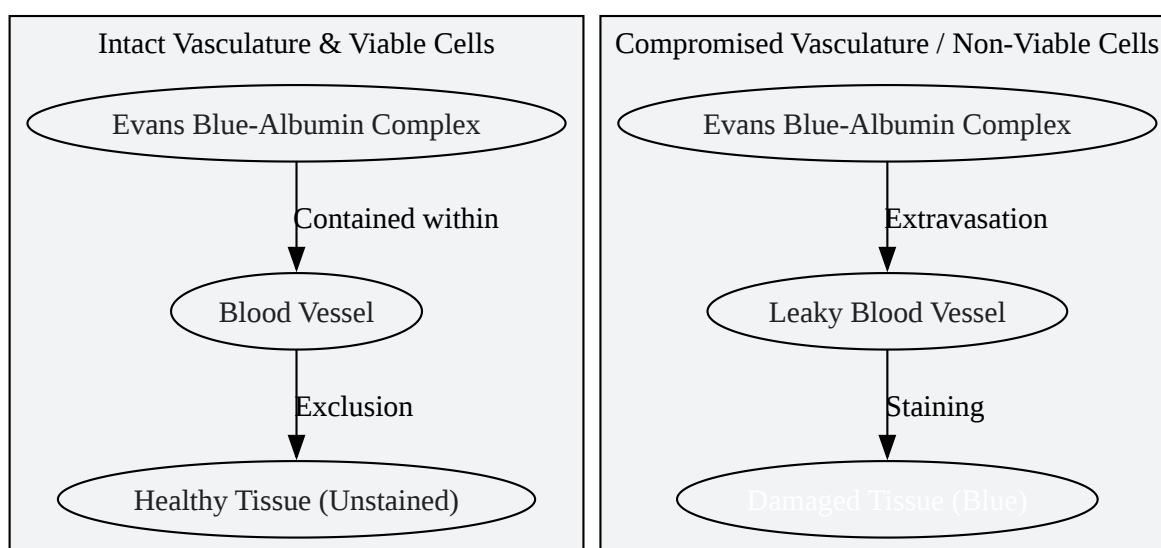 Intact Vasculature & Viable Cells
Evans Blue-Albumin Complex
Contained within
Blood Vessel
Exclusion
Healthy Tissue (Unstained)
Compromised Vasculature / Non-Viable Cells
Evans Blue-Albumin Complex
Extravasation
Leaky Blood Vessel
Staining
Damaged Tissue (Blue)